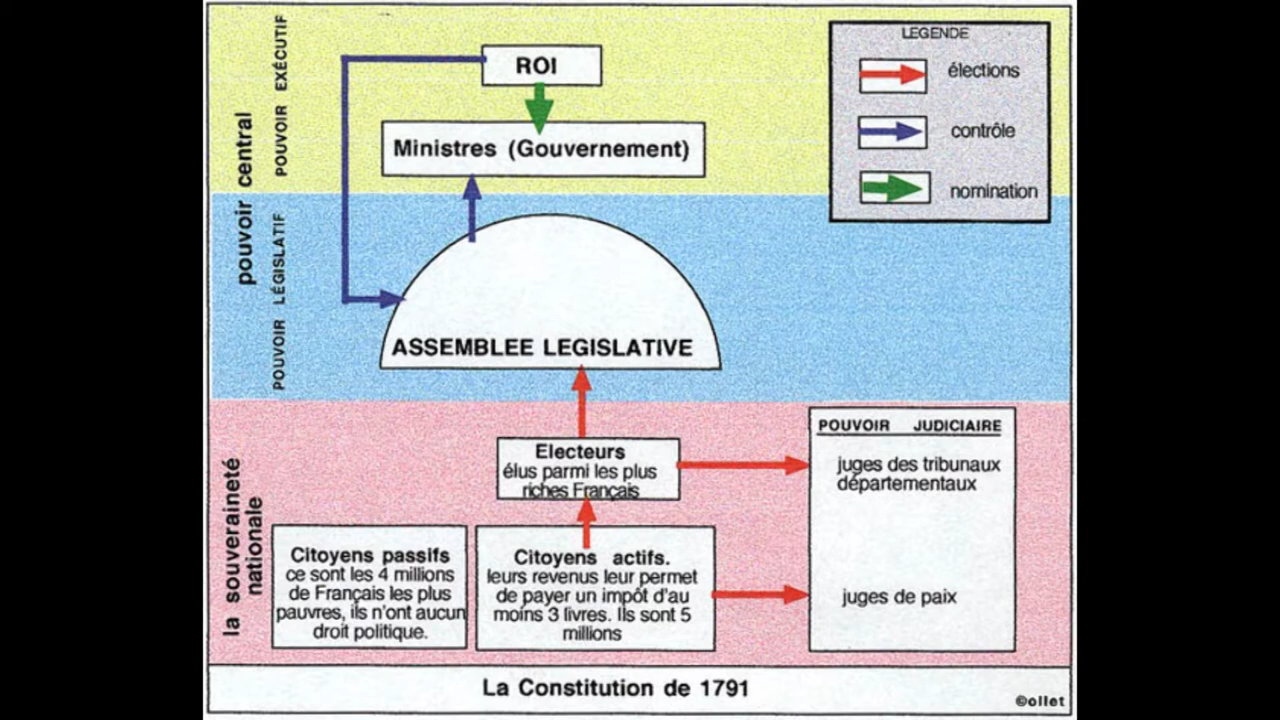 pouvoir central
POUVOIR EXÉCUTIF
POUVOIR LÉGISLATIF
ROI
Ministres (Gouvernement)
LEGENDE
élections
contrôle
nomination
ASSEMBLEE LEGISLATIVE
la souveraineté
nationale
Electeurs
élus parmi les plus
riches Français
POUVOIR JUDICIAIRE
juges des tribunaux
départementaux
juges de paix
Citoyens passifs
ce sont les 4 millions
de Français les plus
pauvres, ils n'ont aucun
droit politique.
Citoyens actifs.
leurs revenus leur permet
de payer un impôt d'au
moins 3 livres. Ils sont 5
millions
La Constitution de 1791
©ollet